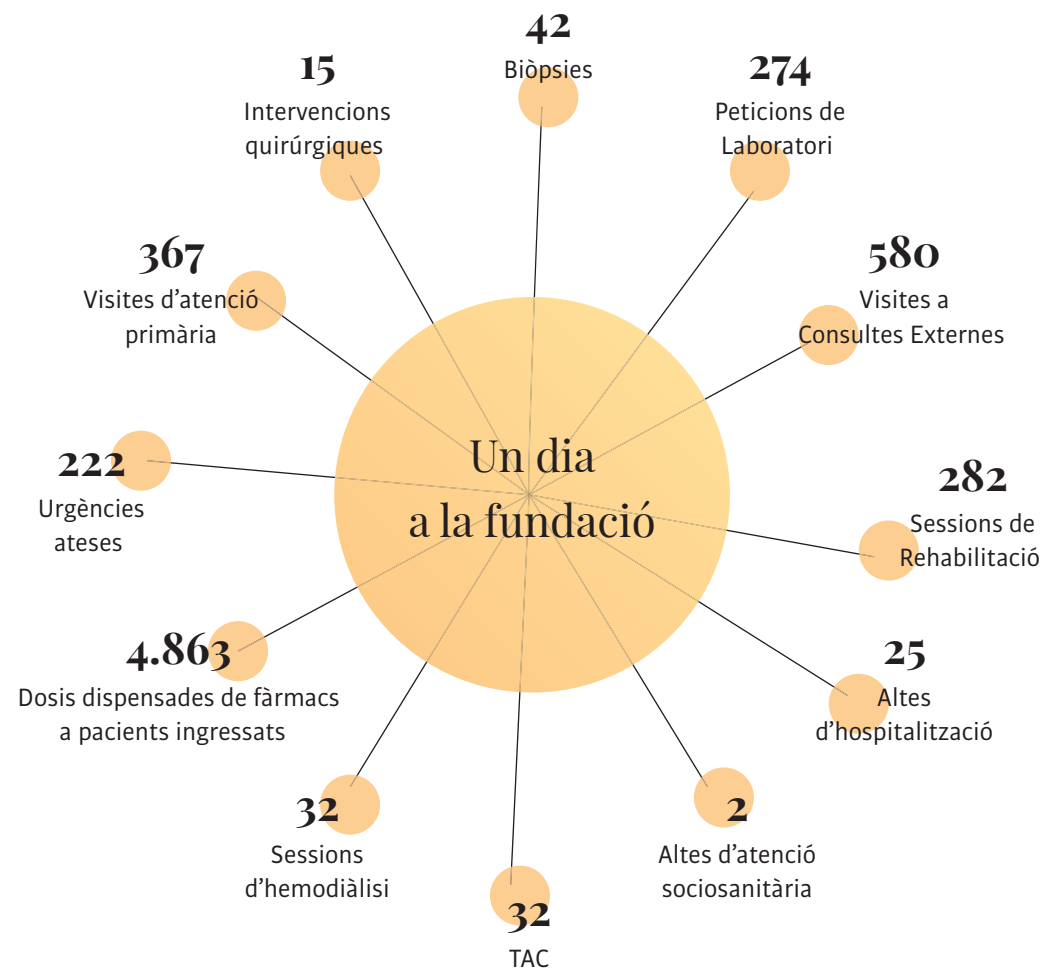 42
Biòpsies
274
Peticions de
Laboratori
580
Visites a
Consultes Externes
282
Sessions de
Rehabilitació
25
Altes
d’hospitalització
2
Altes d’atenció
sociosanitària
32
TAC
32
Sessions
d’hemodiàlisi
4.863
Dosis dispensades de fàrmacs
a pacients ingressats
222
Urgències
ateses
367
Visites d’atenció
primària
15
Intervencions
quirúrgiques
Un dia
a la fundació